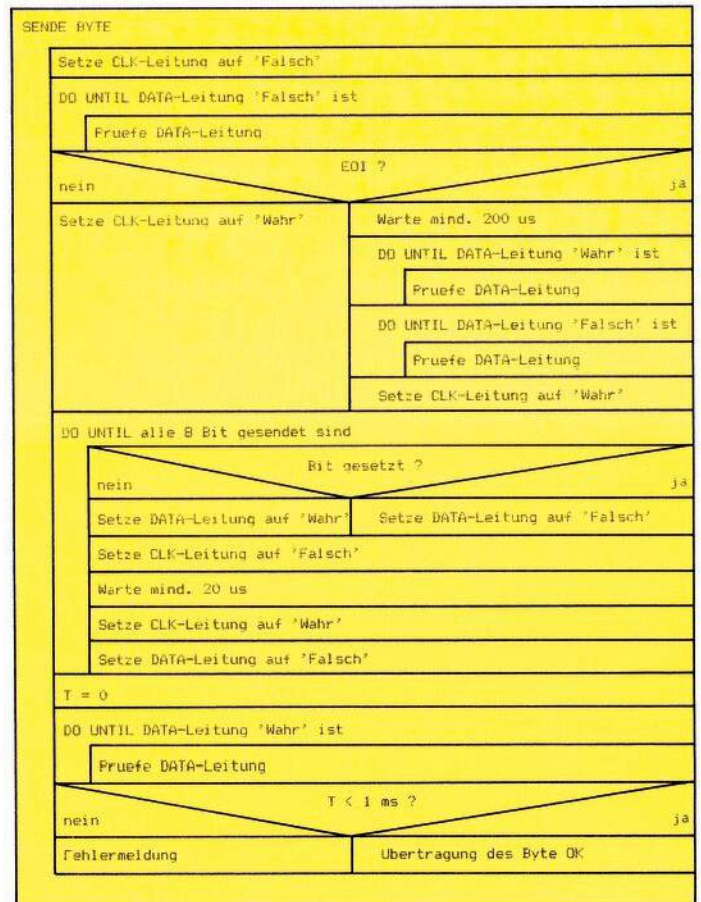 SENDE BYTE
Setze CLK-Leitung auf 'Falsch'
DO UNTIL DATA-Leitung 'Falsch' ist
Pruefe DATA-Leitung
EOI ?
nein
ja
Setze CLK-Leitung auf 'Wahr'
Warte mind. 200 us
DO UNTIL DATA-Leitung 'Wahr' ist
Pruefe DATA-Leitung
DO UNTIL DATA-Leitung 'Falsch' ist
Pruefe DATA-Leitung
Setze CLK-Leitung auf 'Wahr'
DO UNTIL alle 8 Bit gesendet sind
Bit gesetzt ?
nein
ja
Setze DATA-Leitung auf 'Wahr'
Setze DATA-Leitung auf 'Falsch'
Setze CLK-Leitung auf 'Falsch'
Warte mind. 20 us
Setze CLK-Leitung auf 'Wahr'
Setze DATA-Leitung auf 'Falsch'
T = 0
DO UNTIL DATA-Leitung 'Wahr' ist
Pruefe DATA-Leitung
T < 1 ms ?
nein
ja
Fehlermeldung
Ubertragung des Byte OK